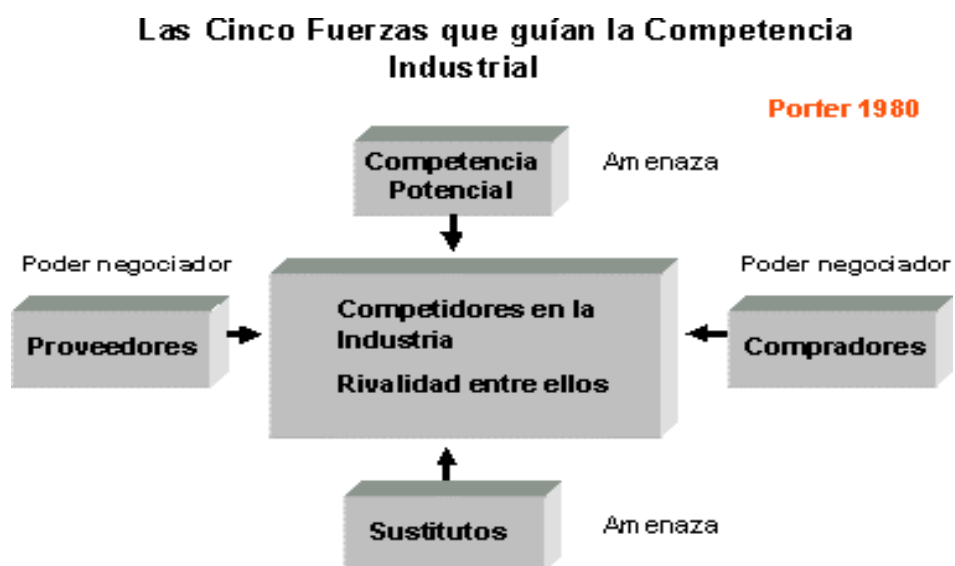 Las Cinco Fuerzas que guían la Competencia
Industrial
Porter 1980
Competencia
Potencial
Amenaza
Poder negociador
Poder negociador
Proveedores
Competidores en la
Industria
Rivalidad entre ellos
Compradores
Sustitutos
Amenaza